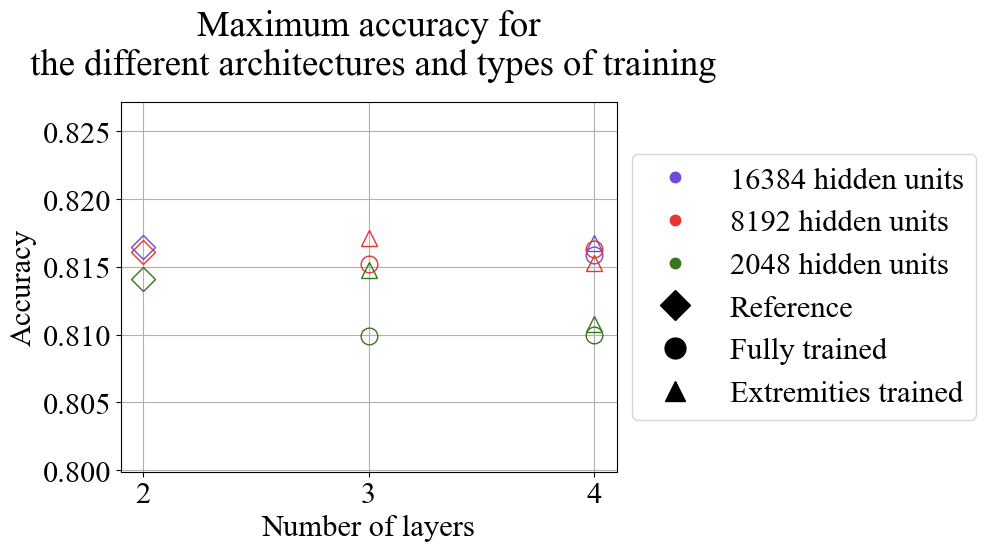 Maximum accuracy for
the different architectures and types of training
0.825
0.820
0.815
0.810
0.805
0.800
Accuracy
2 3 4
Number of layers
16384 hidden units
8192 hidden units
2048 hidden units
Reference
Fully trained
Extremities trained